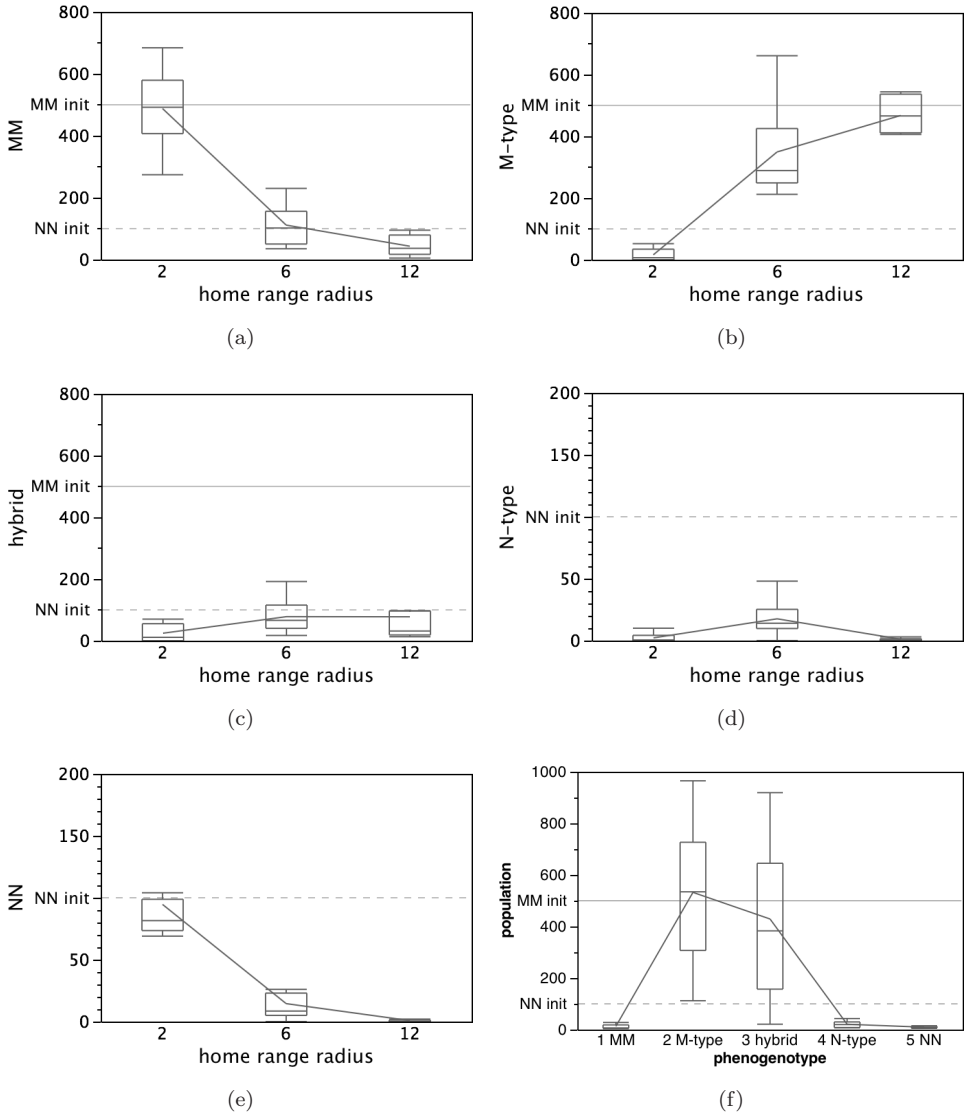 800
600
MM init
400
200
NN init
0
MM
2 6 12
home range radius
(a)
800
600
MM init
400
200
NN init
0
M-type
2 6 12
home range radius
(b)
800
600
MM init
400
200
NN init
0
hybrid
2 6 12
home range radius
(c)
200
150
NN init
50
0
N-type
2 6 12
home range radius
(d)
200
150
NN init
50
0
NN
2 6 12
home range radius
(e)
1000
800
600
MM init
400
200
NN init
0
population
1 MM 2 M-type 3 hybrid 4 N-type 5 NN
phenogenotype
(f)